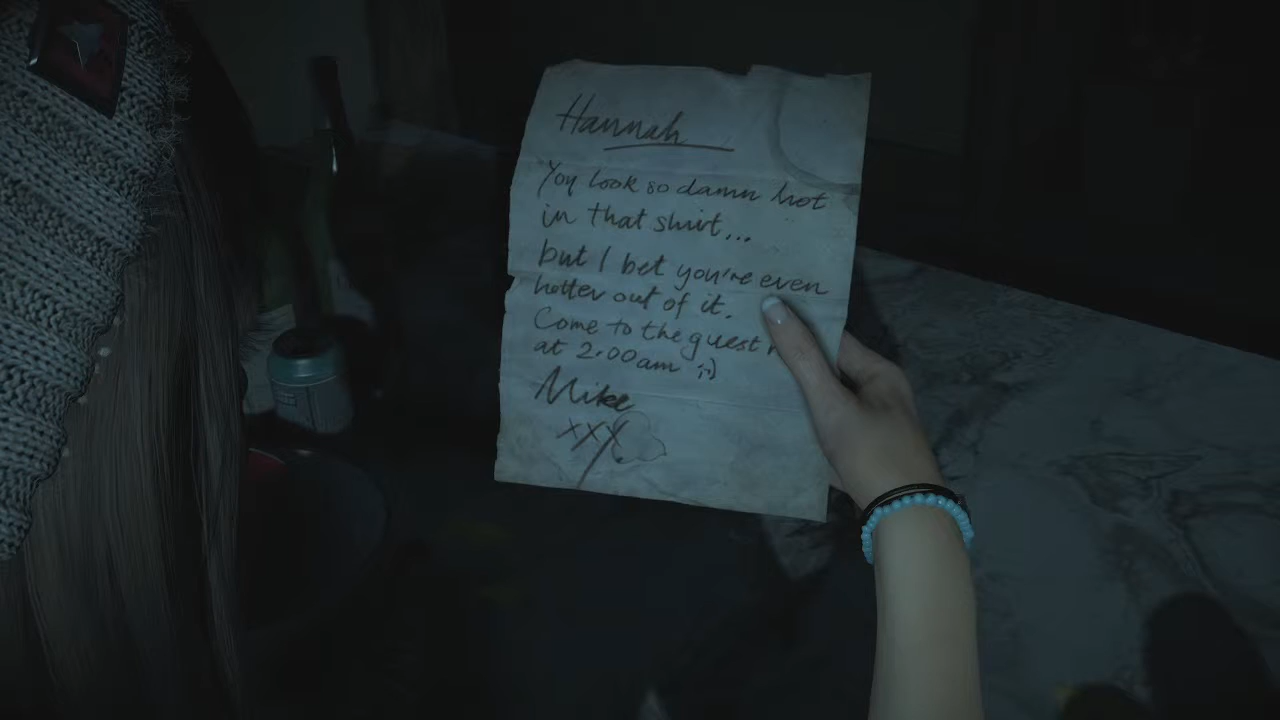 Hannah
You look so damn hot
in that shirt...
but I bet you're even
hotter out of it.
Come to the guest
at 2.00am ;)
Mike
xxx